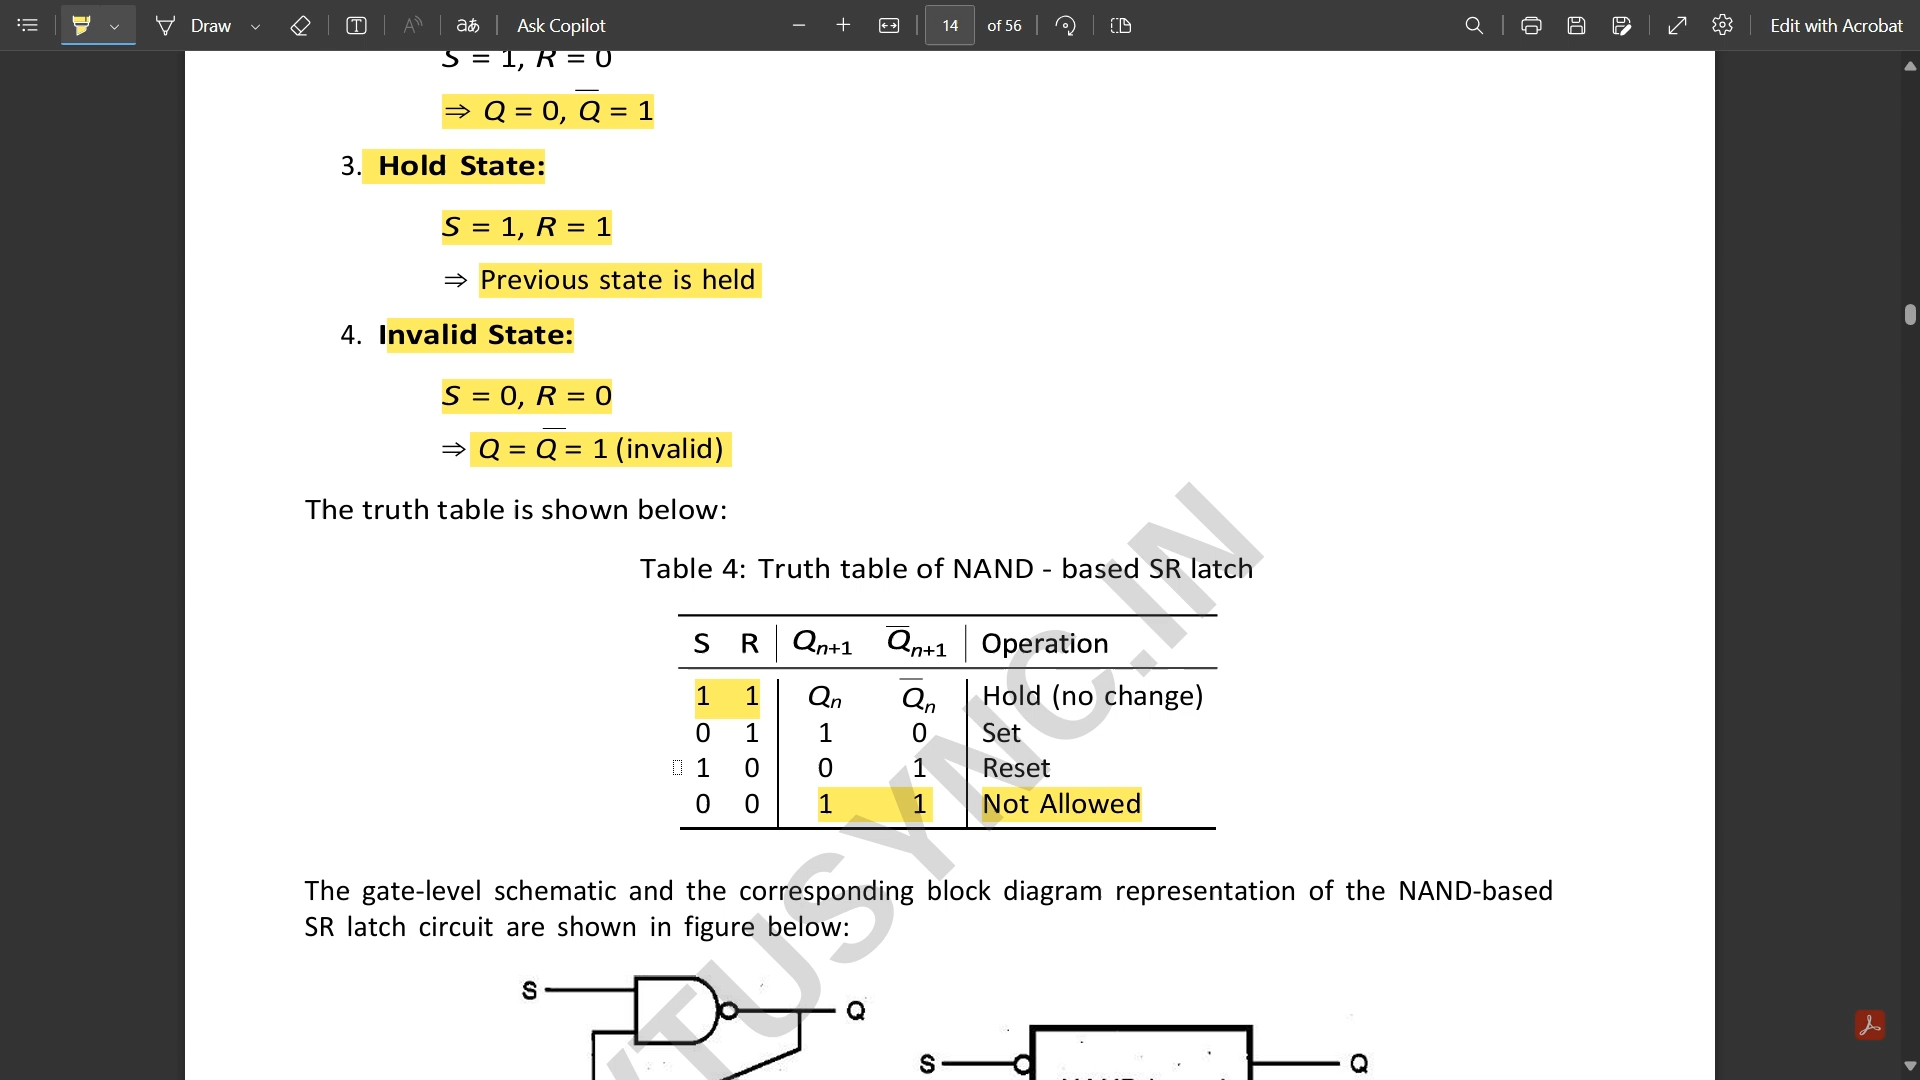 Draw
T
A
aあ
Ask Copilot
14 of 56
Edit with Acrobat
S = 1, R = 0
⇒ Q = 0, Q̅ = 1
3. Hold State:
S = 1, R = 1
⇒ Previous state is held
4. Invalid State:
S = 0, R = 0
⇒ Q = Q̅ = 1 (invalid)
The truth table is shown below:
Table 4: Truth table of NAND - based SR latch
S R Qn+1 Q̅n+1 Operation
1 1 Qn Q̅n Hold (no change)
0 1 1 0 Set
1 0 0 1 Reset
0 0 1 1 Not Allowed
The gate-level schematic and the corresponding block diagram representation of the NAND-based
SR latch circuit are shown in figure below:
S Q
S Q
VTUSYNC.IN